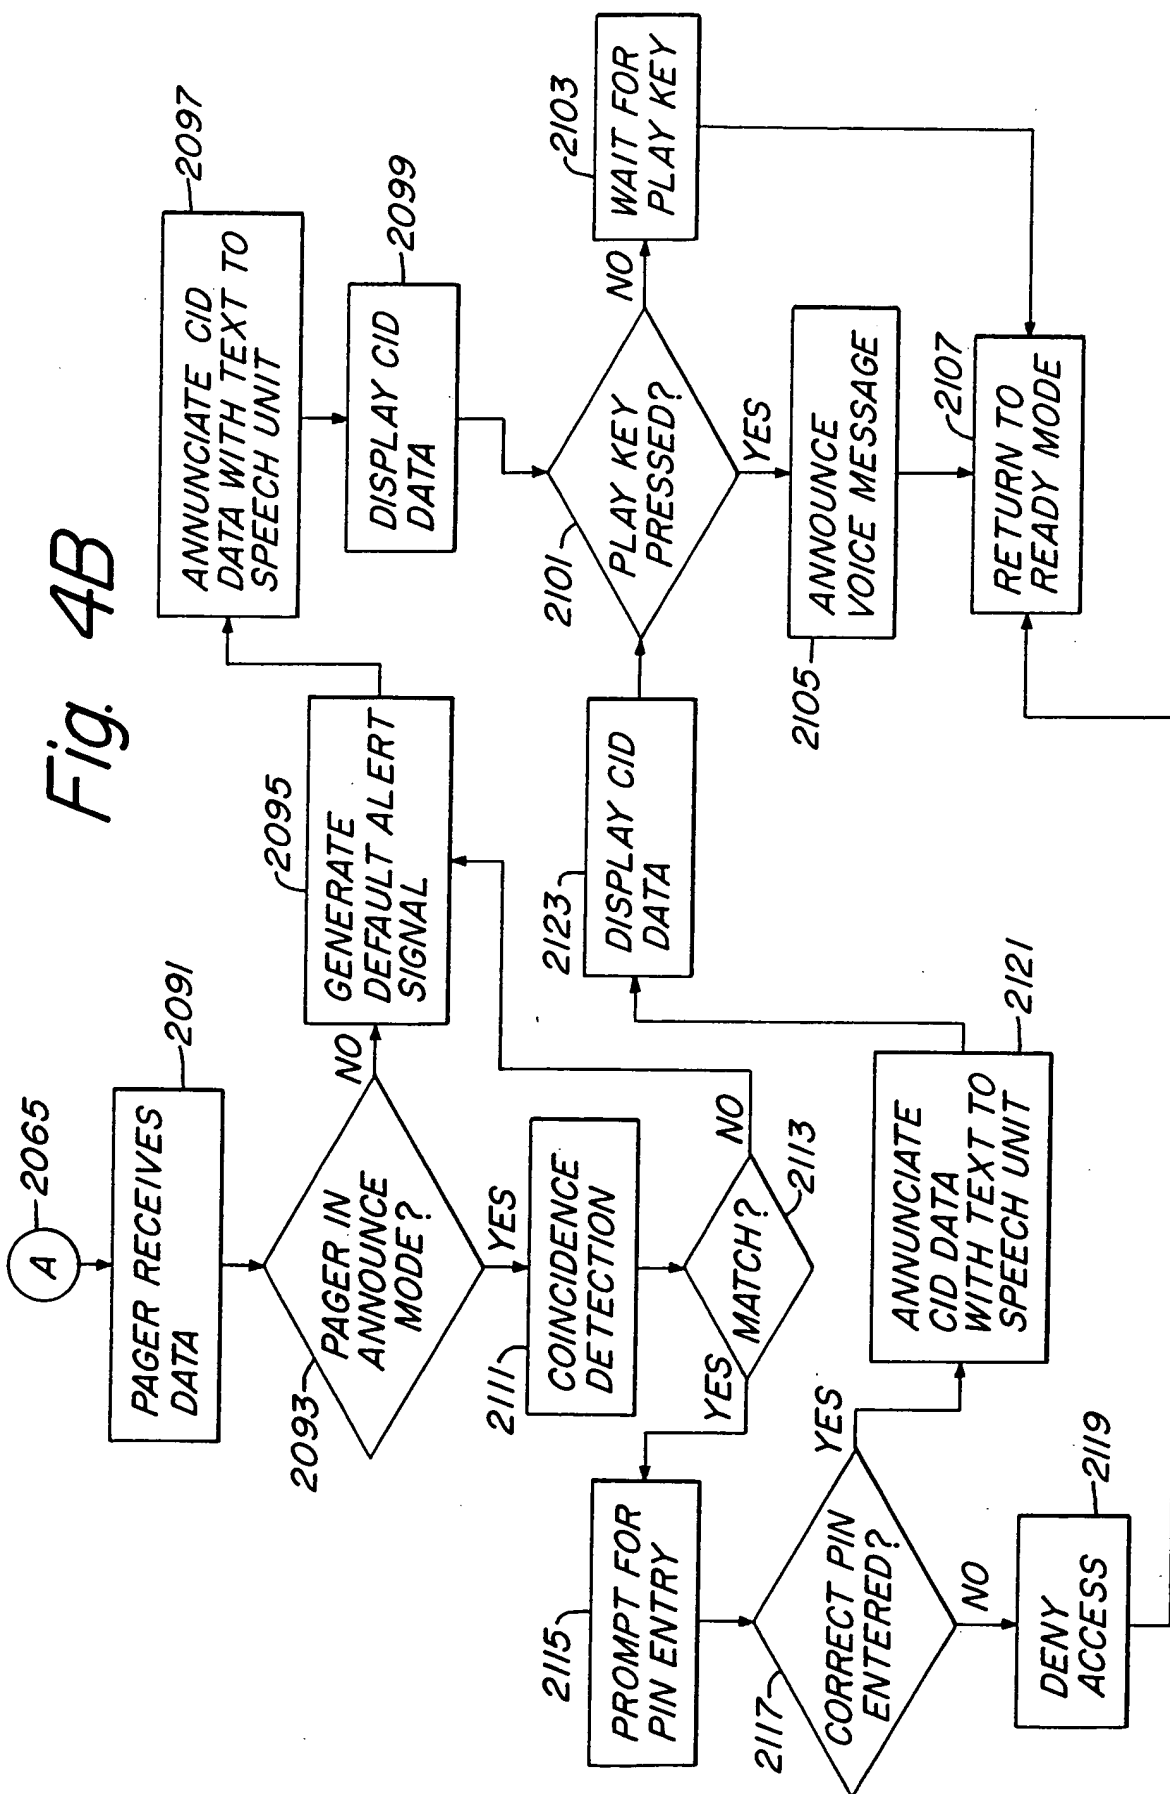 Fig. 4B
A
2065
PAGER RECEIVES
DATA
2091
PAGER IN
ANNOUNCE
MODE?
2093
NO
YES
GENERATE
DEFAULT ALERT
SIGNAL
2095
ANNUNCIATE CID
DATA WITH TEXT TO
SPEECH UNIT
2097
DISPLAY CID
DATA
2099
COINCIDENCE
DETECTION
2111
MATCH?
2113
NO
YES
PROMPT FOR
PIN ENTRY
2115
CORRECT PIN
ENTERED?
2117
YES
NO
DENY
ACCESS
2119
ANNUNCIATE
CID DATA
WITH TEXT TO
SPEECH UNIT
2121
DISPLAY CID
DATA
2123
PLAY KEY
PRESSED?
2101
NO
YES
WAIT FOR
PLAY KEY
2103
ANNOUNCE
VOICE MESSAGE
2105
RETURN TO
READY MODE
2107